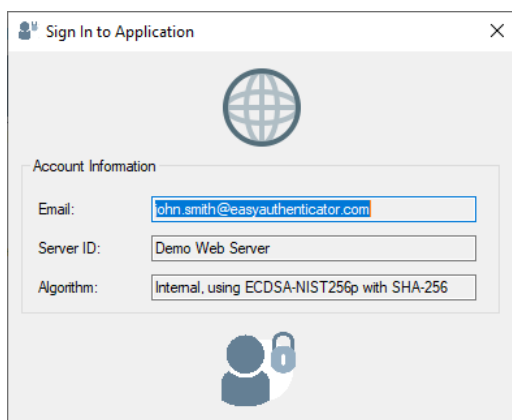 Sign In to Application
Account Information
Email: john.smith@easyauthenticator.com
Server ID: Demo Web Server
Algorithm: Internal, using ECDSA-NIST256p with SHA-256